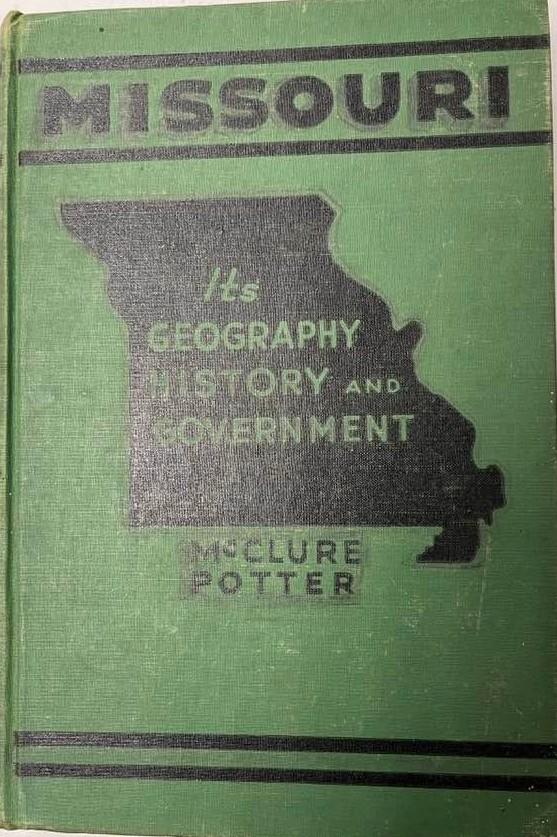 MISSOURI
Its
GEOGRAPHY
HISTORY AND
GOVERNMENT
McCLURE
POTTER